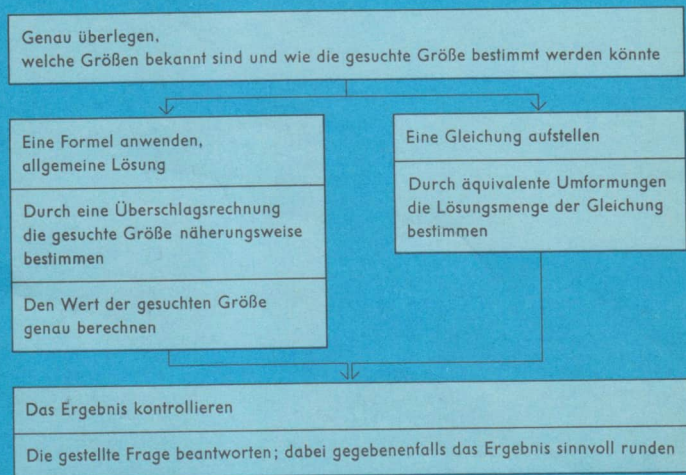 Genau überlegen,
welche Größen bekannt sind und wie die gesuchte Größe bestimmt werden könnte
Eine Formel anwenden,
allgemeine Lösung
Durch eine Überschlagsrechnung
die gesuchte Größe näherungsweise
bestimmen
Den Wert der gesuchten Größe
genau berechnen
Eine Gleichung aufstellen
Durch äquivalente Umformungen
die Lösungsmenge der Gleichung
bestimmen
Das Ergebnis kontrollieren
Die gestellte Frage beantworten; dabei gegebenenfalls das Ergebnis sinnvoll runden